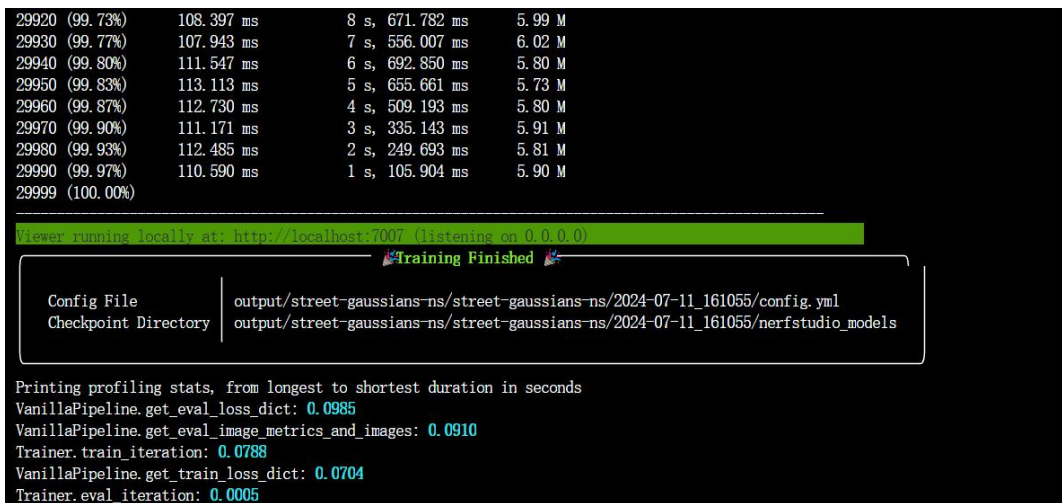 29920 (99.73%) 108.397 ms 8 s, 671.782 ms 5.99 M
29930 (99.77%) 107.943 ms 7 s, 556.007 ms 6.02 M
29940 (99.80%) 111.547 ms 6 s, 692.850 ms 5.80 M
29950 (99.83%) 113.113 ms 5 s, 655.661 ms 5.73 M
29960 (99.87%) 112.730 ms 4 s, 509.193 ms 5.80 M
29970 (99.90%) 111.171 ms 3 s, 335.143 ms 5.91 M
29980 (99.93%) 112.485 ms 2 s, 249.693 ms 5.81 M
29990 (99.97%) 110.590 ms 1 s, 105.904 ms 5.90 M
29999 (100.00%)
Viewer running locally at: http://localhost:7007 (listening on 0.0.0.0)
🎉Training Finished 🎉
Config File output/street-gaussians-ns/street-gaussians-ns/2024-07-11_161055/config.yml
Checkpoint Directory output/street-gaussians-ns/street-gaussians-ns/2024-07-11_161055/nerfstudio_models
Printing profiling stats, from longest to shortest duration in seconds
VanillaPipeline.get_eval_loss_dict: 0.0985
VanillaPipeline.get_eval_image_metrics_and_images: 0.0910
Trainer.train_iteration: 0.0788
VanillaPipeline.get_train_loss_dict: 0.0704
Trainer.eval_iteration: 0.0005